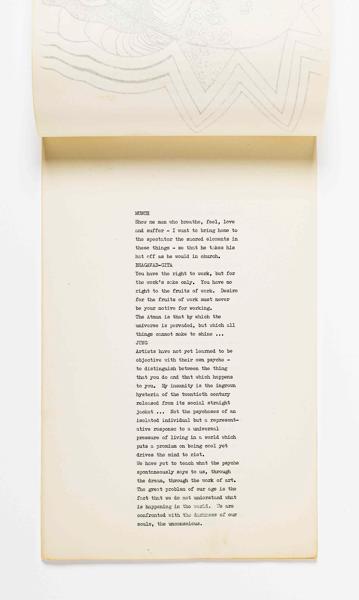 MUNCH
Show me men who breathe, feel, love
and suffer - I want to bring home to
the spectator the sacred elements in
these things - so that he takes his
hat off as he would in church.
BHAGAVAD-GITA
You have the right to work, but for
the work's sake only. You have no
right to the fruits of work. Desire
for the fruits of work must never
be your motive for working.
The Atman is that by which the
universe is pervaded, but which all
things cannot make to shine ...
JUNG
Artists have not yet learned to be
objective with their own psyche -
to distinguish between the thing
that you do and that which happens
to you. My insanity is the ingrown
hysteria of the twentieth century
released from its social straight
jacket ... Not the psychoses of an
isolated individual but a represent-
ative response to a universal
pressure of living in a world which
puts a premium on being cool yet
drives the mind to riot.
We have yet to teach what the psyche
spontaneously says to us, through
the dream, through the work of art.
The great problem of our age is the
fact that we do not understand what
is happening in the world. We are
confronted with the darkness of our
souls, the unconscious.